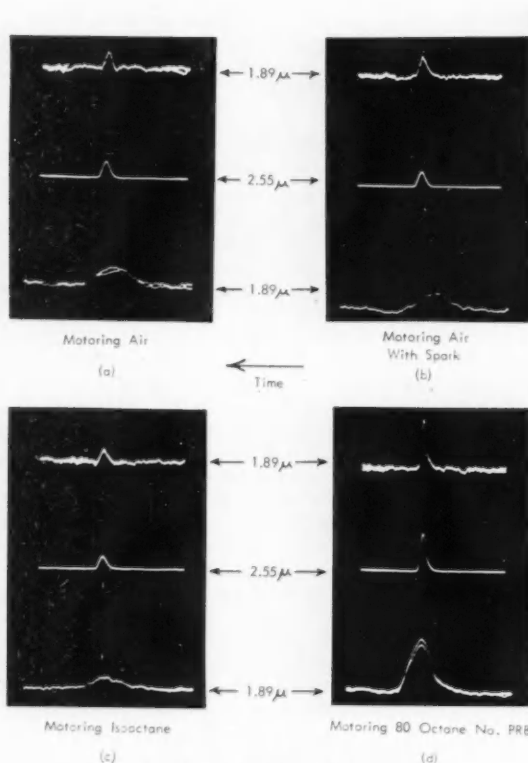 1.89μ
2.55μ
1.89μ
Motoring Air
(a)
Motoring Air
With Spark
(b)
Time
1.89μ
2.55μ
1.89μ
Motoring Isooctane
(c)
Motoring 80 Octane No. PRF
(d)